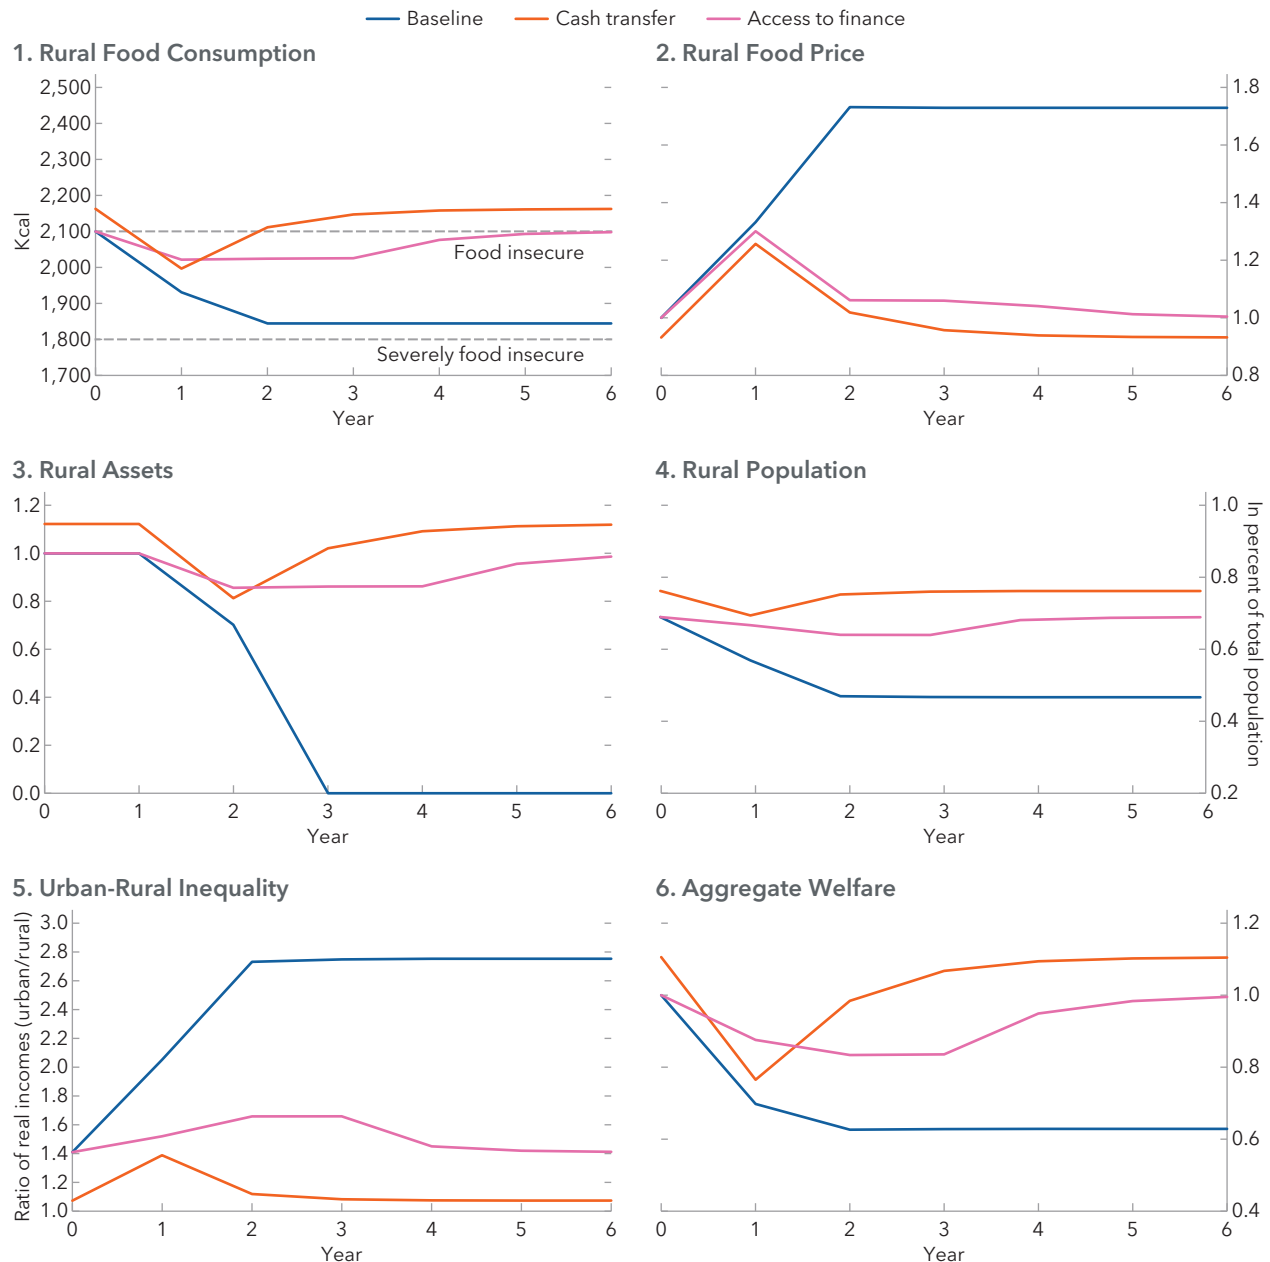 Baseline Cash transfer Access to finance
1. Rural Food Consumption
2,500
2,400
2,300
2,200
2,100
2,000
1,900
1,800
1,700
Kcal
Food insecure
Severely food insecure
0 1 2 3 4 5 6
Year
2. Rural Food Price
1.8
1.6
1.4
1.2
1.0
0.8
0 1 2 3 4 5 6
Year
3. Rural Assets
1.2
1.0
0.8
0.6
0.4
0.2
0.0
0 1 2 3 4 5 6
Year
4. Rural Population
1.0
0.8
0.6
0.4
0.2
In percent of total population
0 1 2 3 4 5 6
Year
5. Urban-Rural Inequality
Ratio of real incomes (urban/rural)
3.0
2.8
2.6
2.4
2.2
2.0
1.8
1.6
1.4
1.2
1.0
0 1 2 3 4 5 6
Year
6. Aggregate Welfare
1.2
1.0
0.8
0.6
0.4
0 1 2 3 4 5 6
Year